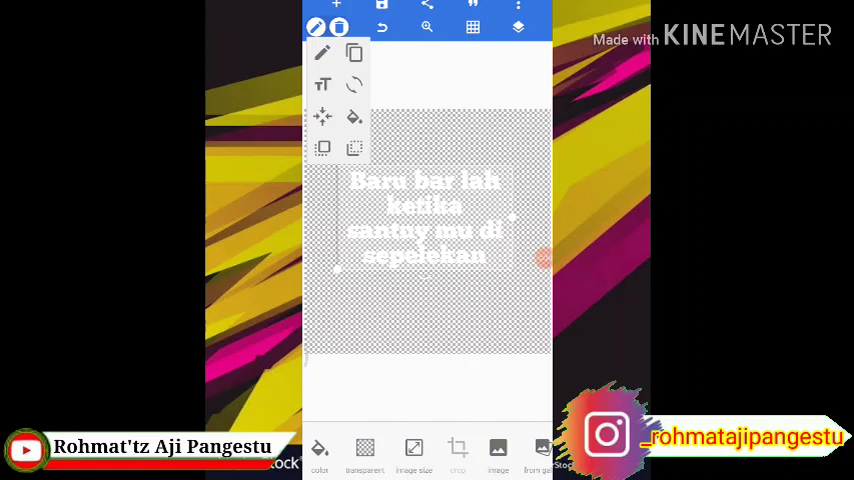 Made with KINEMASTER
Baru bar lah
ketika
santuy mu di
sepelekan
color
transparent
image size
crop
image
Rohmat'tz Aji Pangestu
_rohmatajipangestu